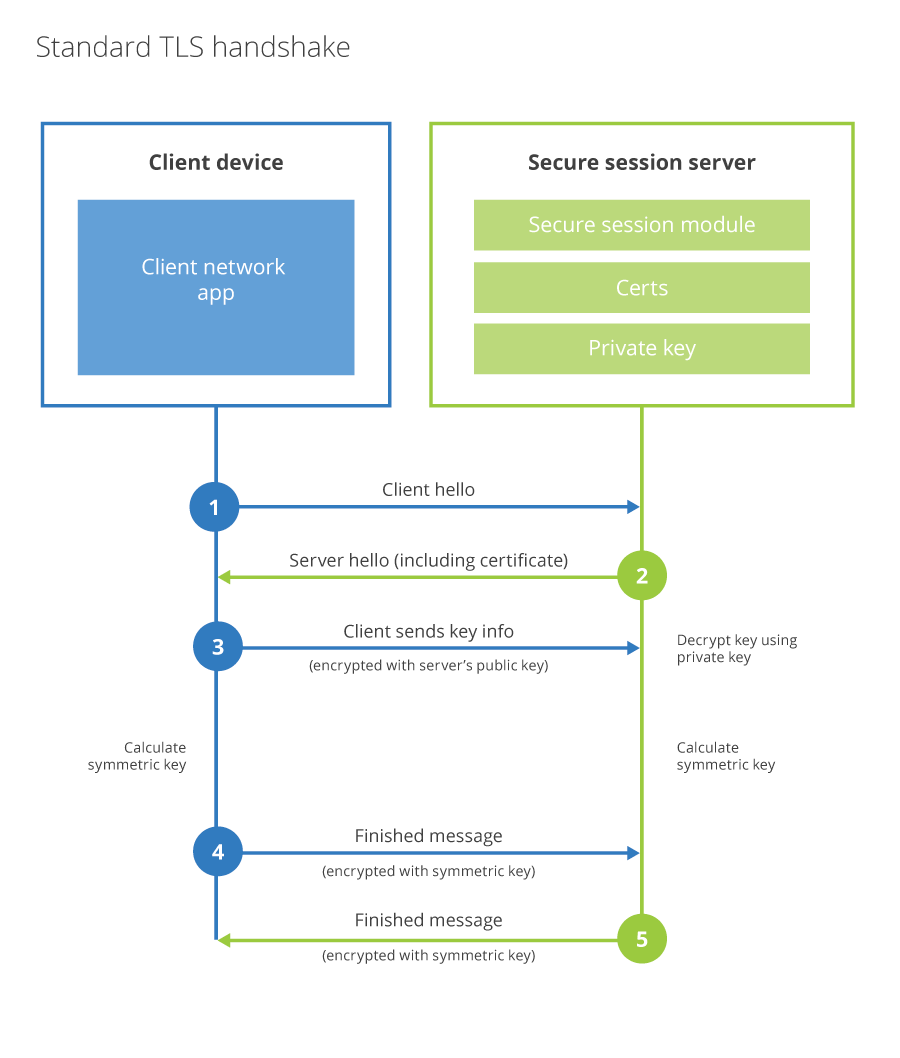 Standard TLS handshake
Client device
Client network
app
Secure session server
Secure session module
Certs
Private key
1
Client hello
Server hello (including certificate)
2
3
Client sends key info
(encrypted with server’s public key)
Decrypt key using
private key
Calculate
symmetric key
Calculate
symmetric key
4
Finished message
(encrypted with symmetric key)
Finished message
(encrypted with symmetric key)
5